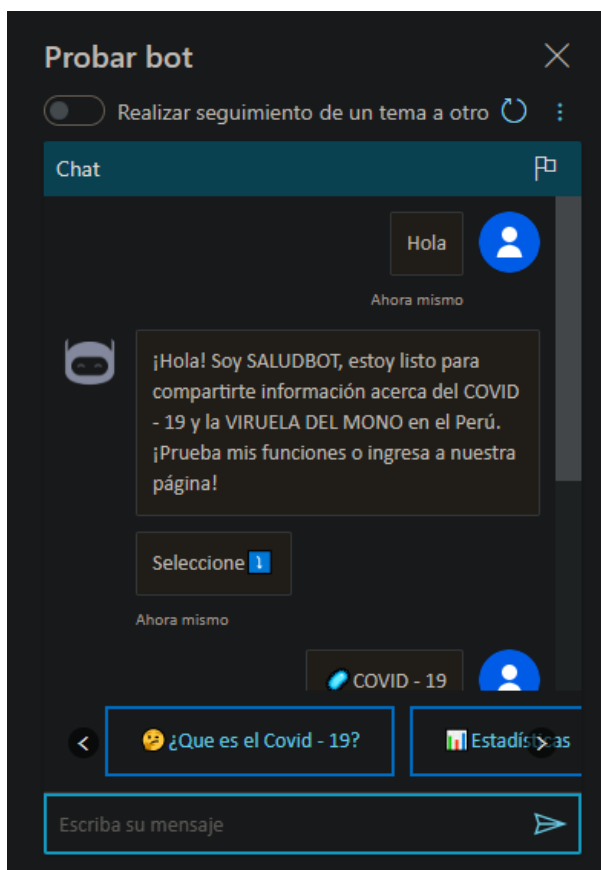 Probar bot
Realizar seguimiento de un tema a otro
Chat
Hola
Ahora mismo
¡Hola! Soy SALUDBOT, estoy listo para
compartirte información acerca del COVID
- 19 y la VIRUELA DEL MONO en el Perú.
¡Prueba mis funciones o ingresa a nuestra
página!
Seleccione
Ahora mismo
COVID - 19
¿Que es el Covid - 19?
Estadísticas
Escriba su mensaje